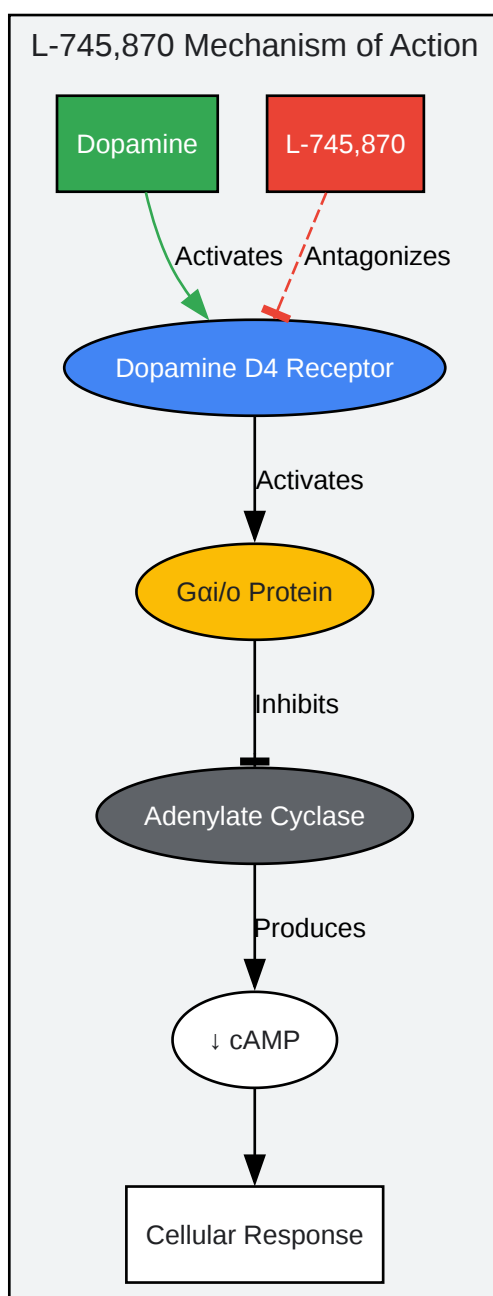 L-745,870 Mechanism of Action
Dopamine
L-745,870
Activates
Antagonizes
Dopamine D4 Receptor
Activates
Gαi/o Protein
Inhibits
Adenylate Cyclase
Produces
↓ cAMP
Cellular Response